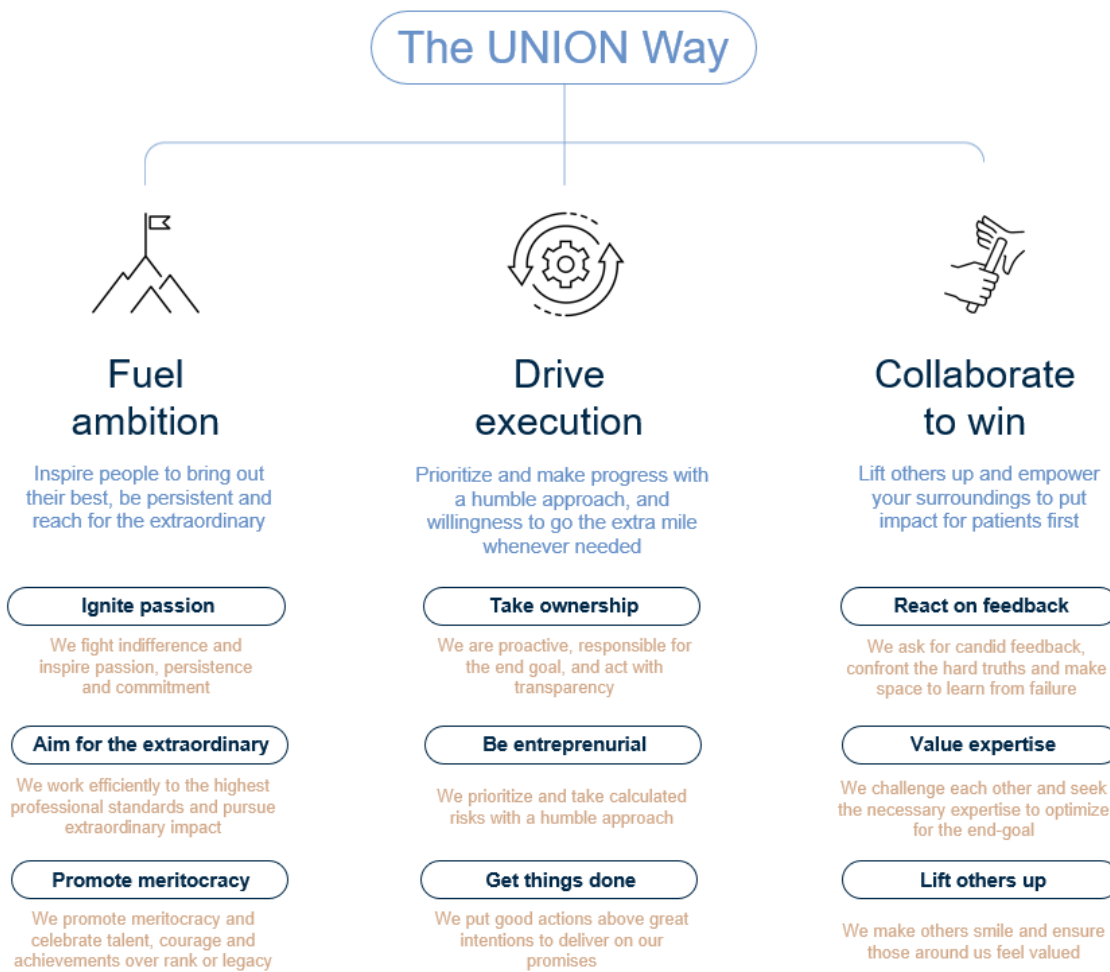 The UNION Way
Fuel
ambition
Inspire people to bring out
their best, be persistent and
reach for the extraordinary
Ignite passion
We fight indifference and
inspire passion, persistence
and commitment
Aim for the extraordinary
We work efficiently to the highest
professional standards and pursue
extraordinary impact
Promote meritocracy
We promote meritocracy and
celebrate talent, courage and
achievements over rank or legacy
Drive
execution
Prioritize and make progress with
a humble approach, and
willingness to go the extra mile
whenever needed
Take ownership
We are proactive, responsible for
the end goal, and act with
transparency
Be entreprenurial
We prioritize and take calculated
risks with a humble approach
Get things done
We put good actions above great
intentions to deliver on our
promises
Collaborate
to win
Lift others up and empower
your surroundings to put
impact for patients first
React on feedback
We ask for candid feedback,
confront the hard truths and make
space to learn from failure
Value expertise
We challenge each other and seek
the necessary expertise to optimize
for the end-goal
Lift others up
We make others smile and ensure
those around us feel valued